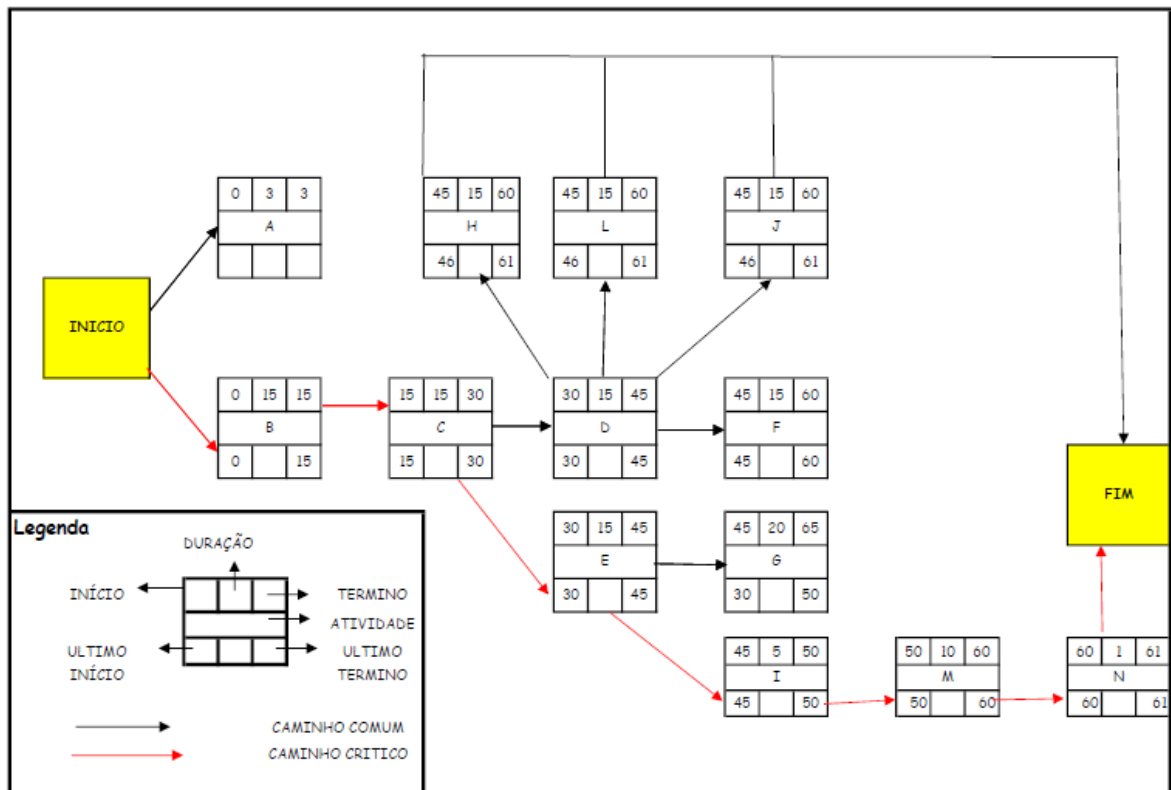 0 3 3
A
45 15 60
H
46 61
45 15 60
L
46 61
45 15 60
J
46 61
INICIO
0 15 15
B
0 15
15 15 30
C
15 30
30 15 45
D
30 45
45 15 60
F
45 60
FIM
30 15 45
E
30 45
45 20 65
G
30 50
45 5 50
I
45 50
50 10 60
M
50 60
60 1 61
N
60 61
Legenda
DURAÇÃO
INÍCIO
TERMINO
ATIVIDADE
ULTIMO
INÍCIO
ULTIMO
TERMINO
CAMINHO COMUM
CAMINHO CRITICO